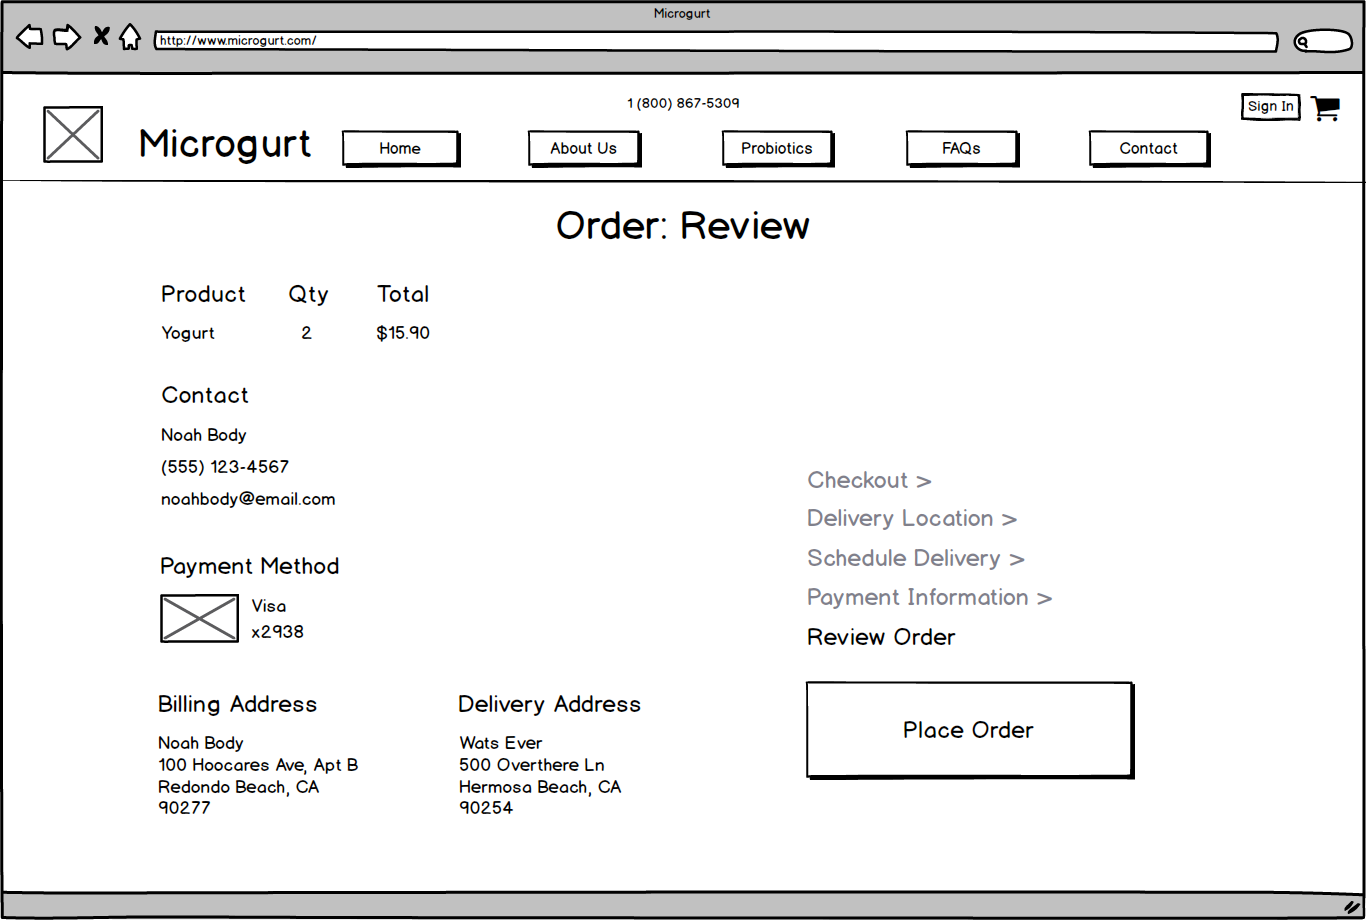 Microgurt
http://www.microgurt.com/
1 (800) 867-5309
Sign In
Microgurt
Home
About Us
Probiotics
FAQs
Contact
Order: Review
Product Qty Total
Yogurt 2 $15.90
Contact
Noah Body
(555) 123-4567
noahbody@email.com
Payment Method
Visa
x2938
Billing Address
Noah Body
100 Hoocares Ave, Apt B
Redondo Beach, CA
90277
Delivery Address
Wats Ever
500 Overthere Ln
Hermosa Beach, CA
90254
Checkout >
Delivery Location >
Schedule Delivery >
Payment Information >
Review Order
Place Order